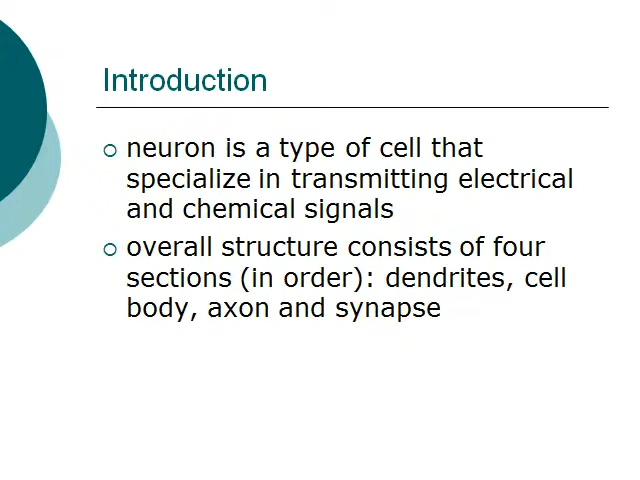 Introduction
neuron is a type of cell that
specialize in transmitting electrical
and chemical signals
overall structure consists of four
sections (in order): dendrites, cell
body, axon and synapse